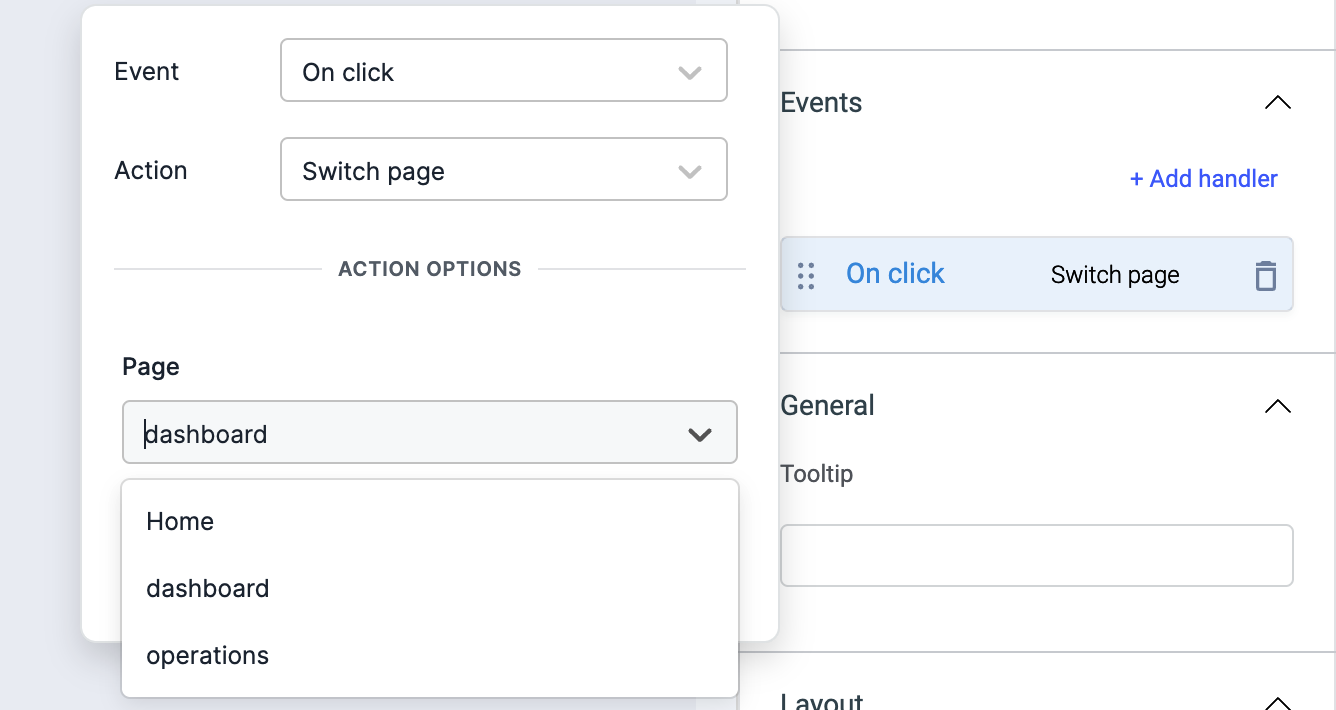 Event
On click
Action
Switch page
ACTION OPTIONS
Page
dashboard
Home
dashboard
operations
Events
+ Add handler
On click
Switch page
General
Tooltip
Layout